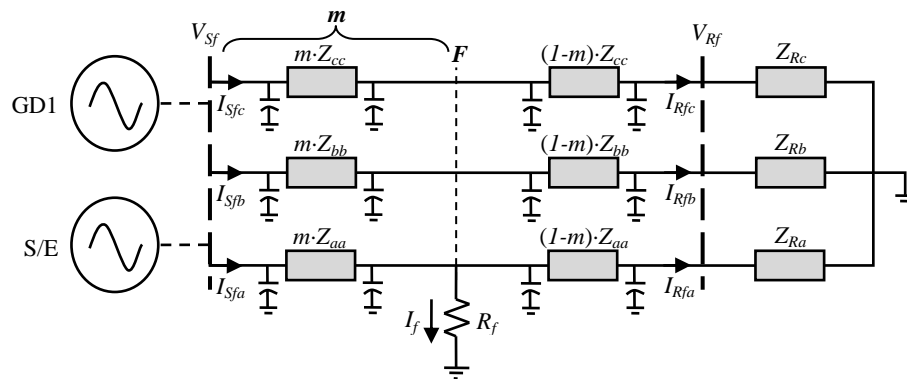 m
V_Sf
F
V_Rf
m·Z_cc
(1-m)·Z_cc
Z_Rc
GD1
I_Sfc
I_Rfc
m·Z_bb
(1-m)·Z_bb
Z_Rb
I_Sfb
I_Rfb
S/E
m·Z_aa
(1-m)·Z_aa
Z_Ra
I_Sfa
I_Rfa
I_f
R_f